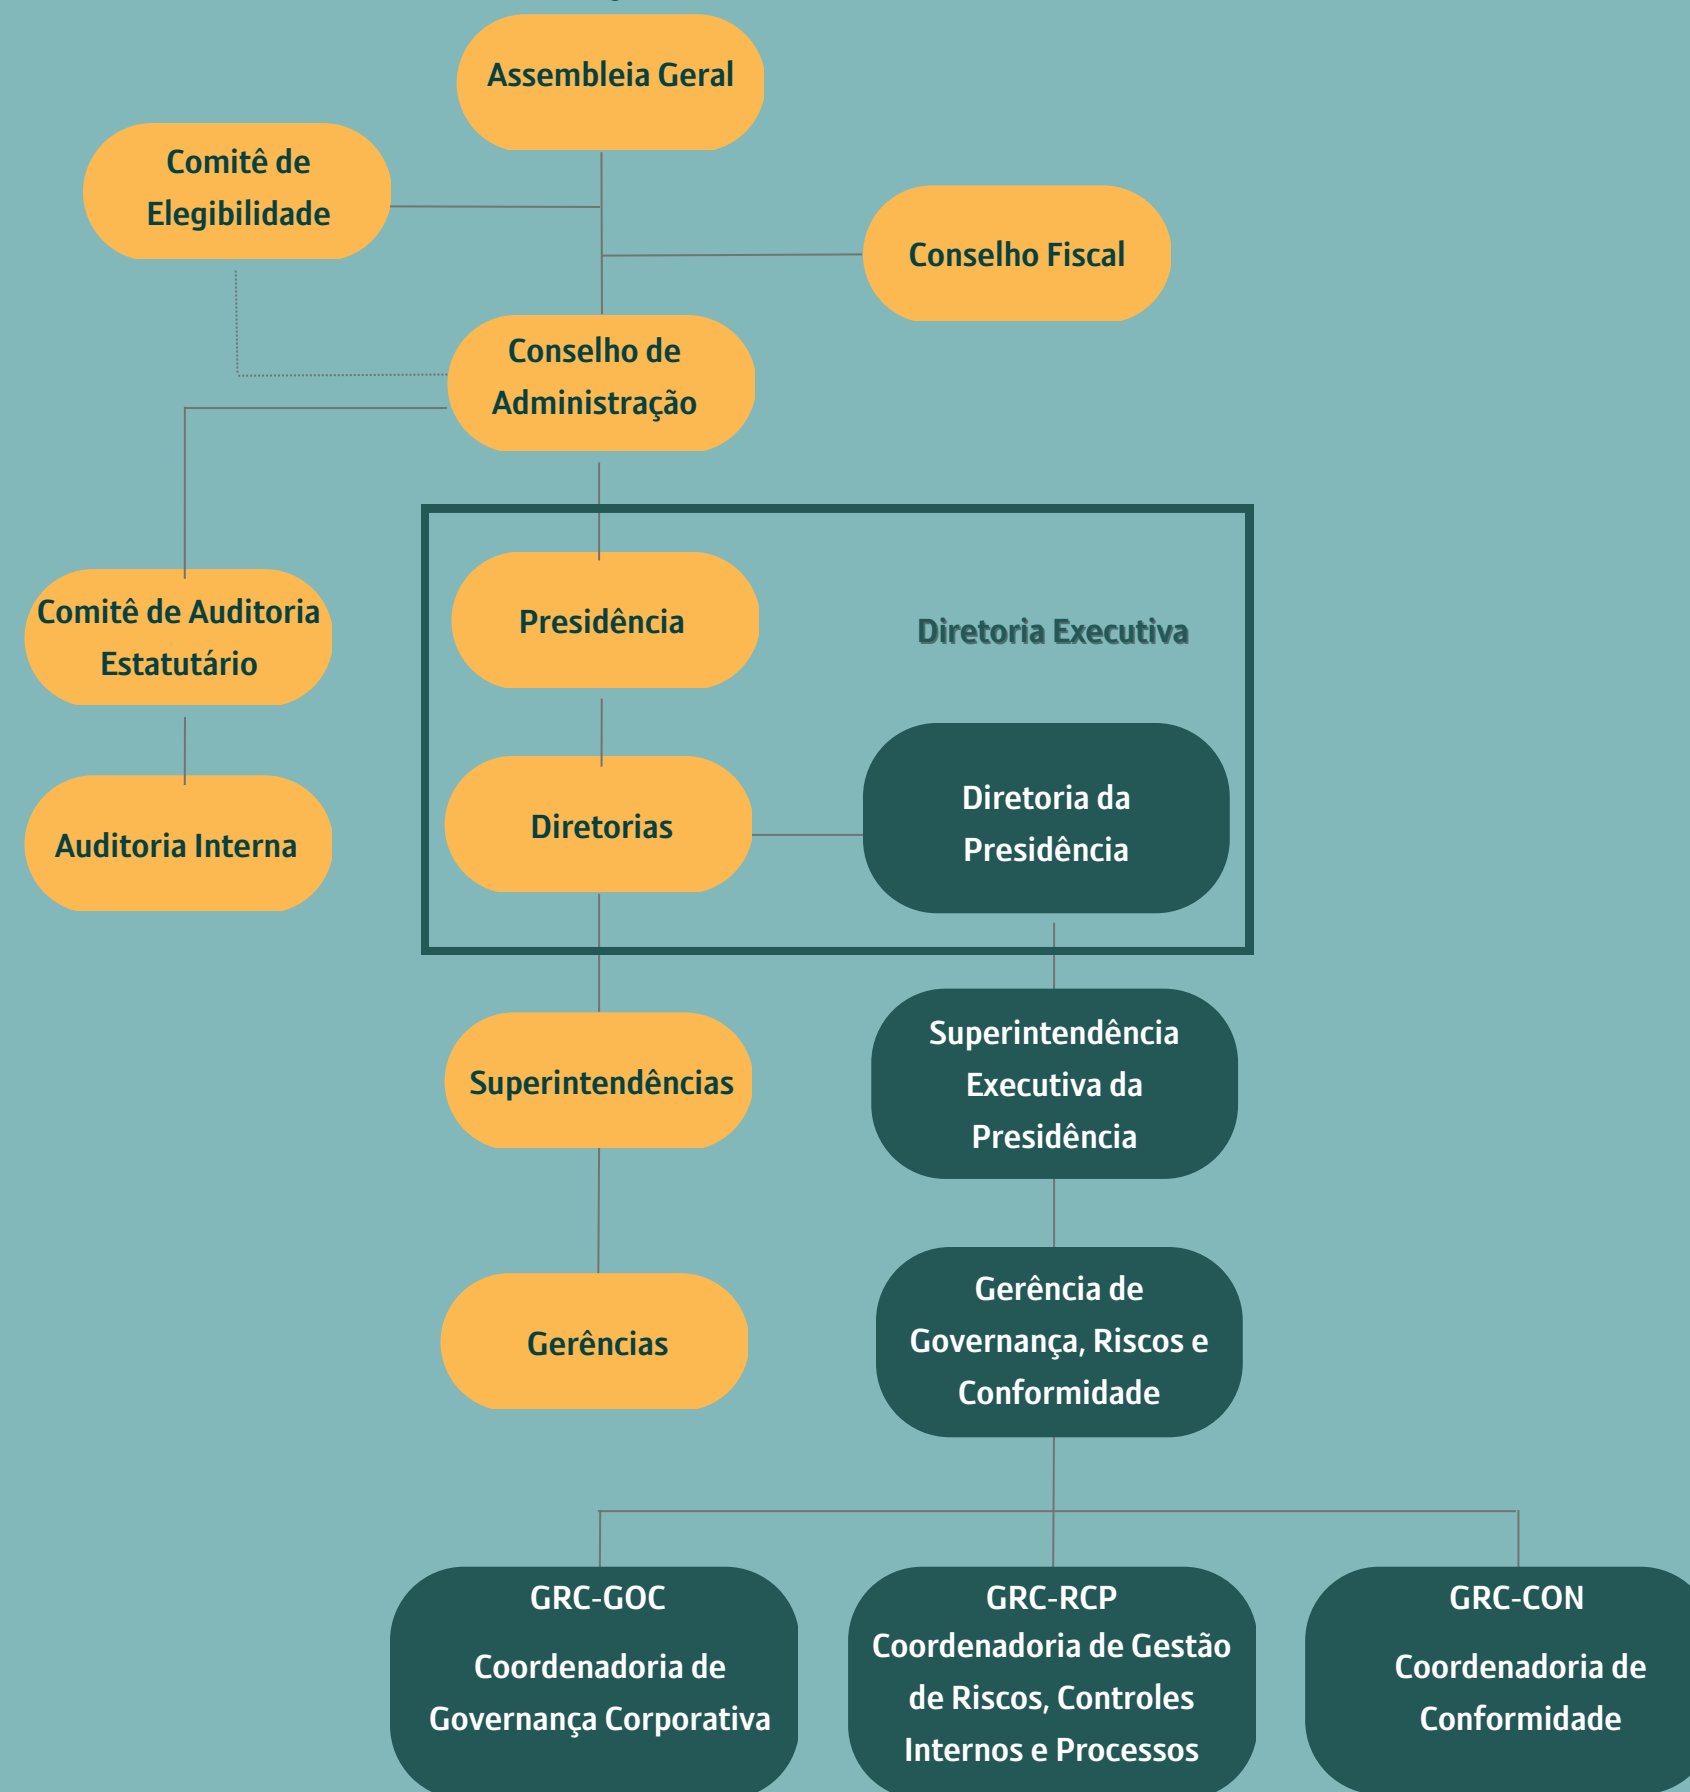 Assembleia Geral
Comitê de
Elegibilidade
Conselho Fiscal
Conselho de
Administração
Comitê de Auditoria
Estatutário
Presidência
Diretoria Executiva
Auditoria Interna
Diretorias
Diretoria da
Presidência
Superintendências
Superintendência
Executiva da
Presidência
Gerências
Gerência de
Governança, Riscos e
Conformidade
GRC-GOC
Coordenadoria de
Governança Corporativa
GRC-RCP
Coordenadoria de Gestão
de Riscos, Controles
Internos e Processos
GRC-CON
Coordenadoria de
Conformidade